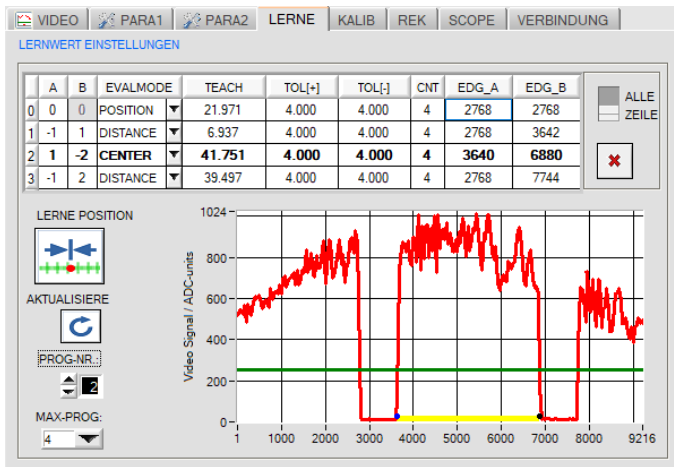 VIDEO PARA1 PARA2 LERNE KALIB REK SCOPE VERBINDUNG
LERNWERT EINSTELLUNGEN
A B EVALMODE TEACH TOL[+] TOL[-] CNT EDG_A EDG_B
0 0 0 POSITION 21.971 4.000 4.000 4 2768 2768
1 -1 1 DISTANCE 6.937 4.000 4.000 4 2768 3642
2 1 -2 CENTER 41.751 4.000 4.000 4 3640 6880
3 -1 2 DISTANCE 39.497 4.000 4.000 4 2768 7744
ALLE
ZEILE
LERNE POSITION
AKTUALISIERE
PROG-NR.:
2
MAX-PROG:
4
Video Signal / ADC-units
1024
800
600
400
200
0
1 1000 2000 3000 4000 5000 6000 7000 8000 9216